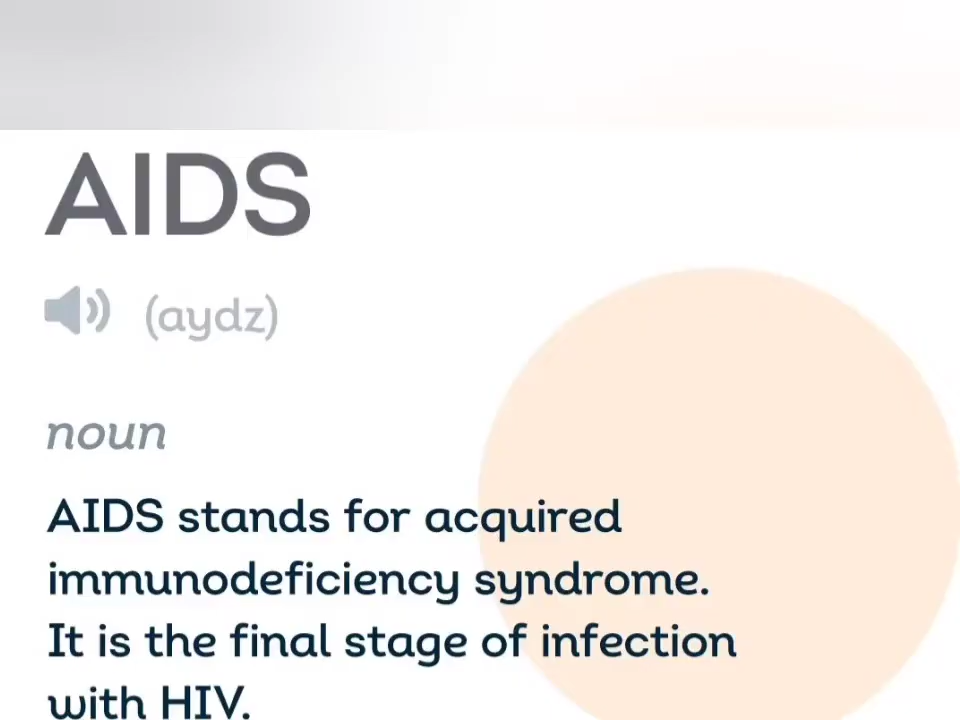 AIDS
(aydz)
noun
AIDS stands for acquired
immunodeficiency syndrome.
It is the final stage of infection
with HIV.